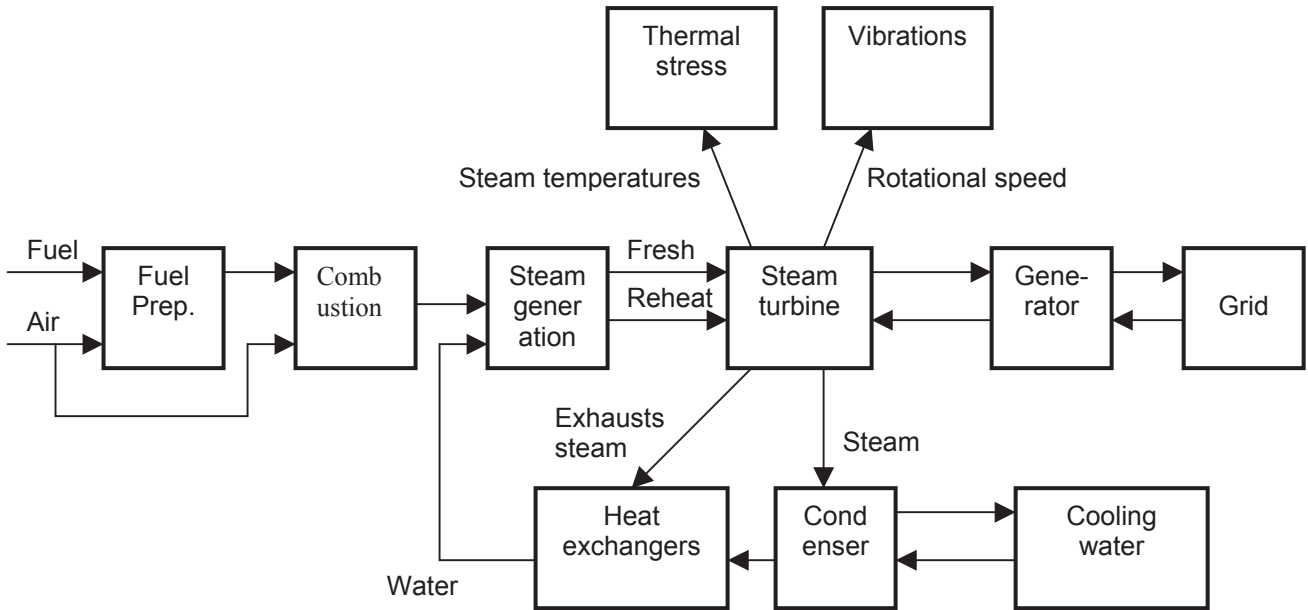 Thermal
stress
Vibrations
Steam temperatures
Rotational speed
Fuel
Air
Fuel
Prep.
Comb
ustion
Steam
gener
ation
Fresh
Reheat
Steam
turbine
Gene-
rator
Grid
Exhausts
steam
Steam
Heat
exchangers
Cond
enser
Cooling
water
Water